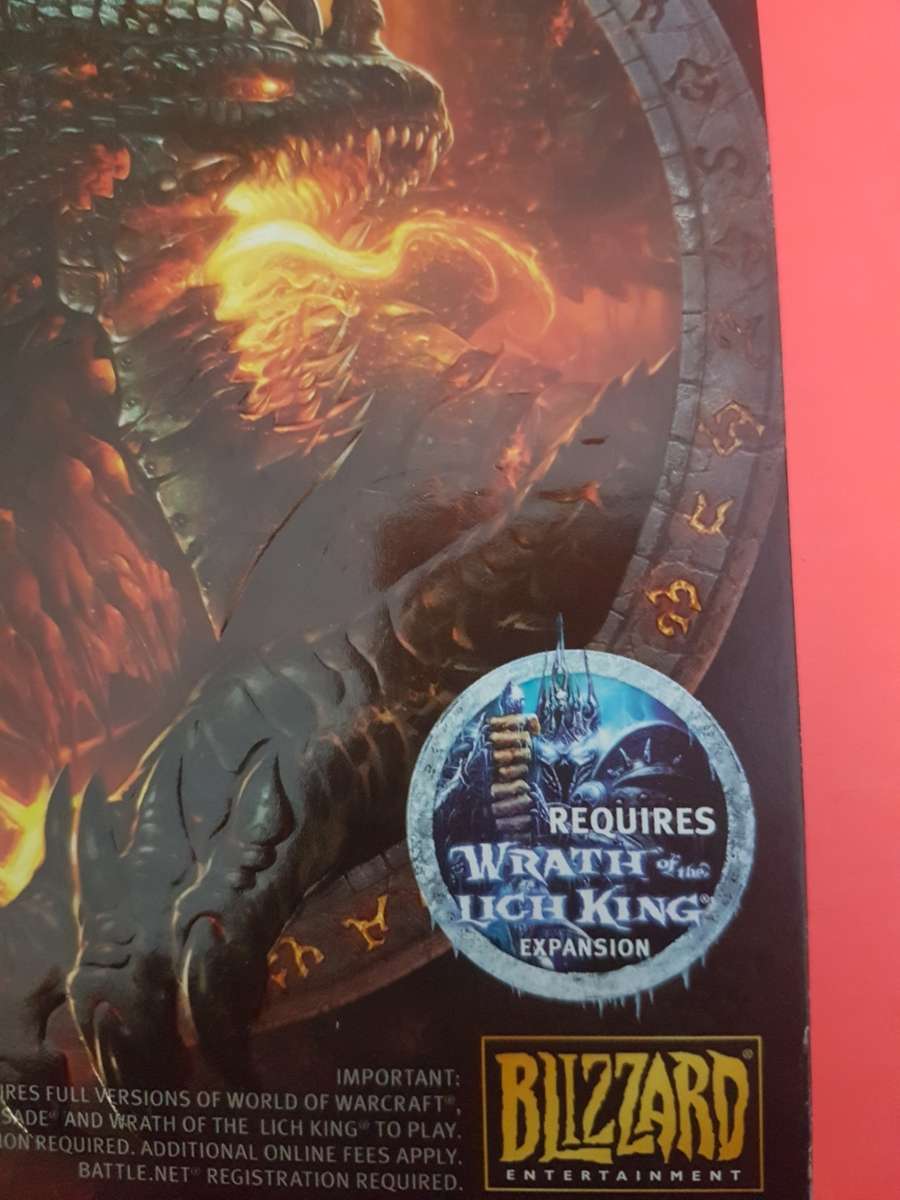 REQUIRES
WRATH of the
LICH KING®
EXPANSION
IMPORTANT:
IRES FULL VERSIONS OF WORLD OF WARCRAFT®,
SADE® AND WRATH OF THE LICH KING® TO PLAY.
ION REQUIRED. ADDITIONAL ONLINE FEES APPLY.
BATTLE.NET® REGISTRATION REQUIRED.
BLIZZARD®
ENTERTAINMENT